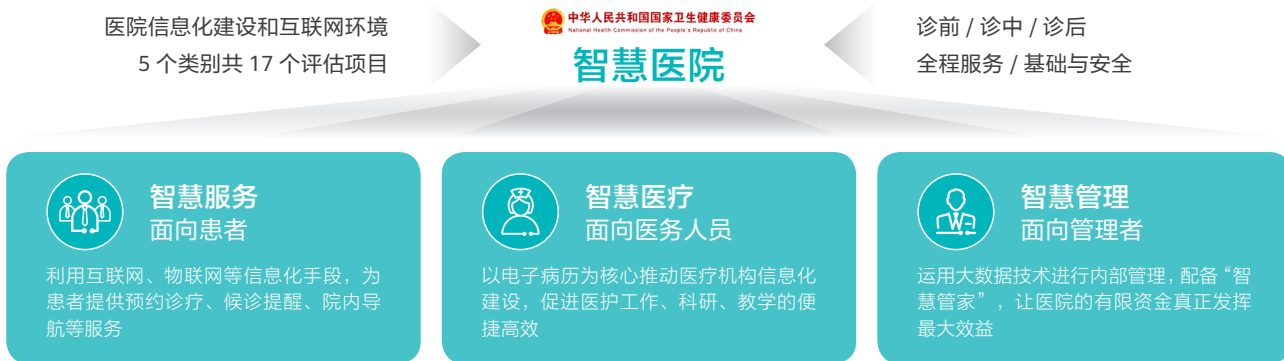 医院信息化建设和互联网环境
5 个类别共 17 个评估项目
中华人民共和国国家卫生健康委员会
National Health Commission of the People's Republic of China
智慧医院
诊前 / 诊中 / 诊后
全程服务 / 基础与安全
智慧服务
面向患者
利用互联网、物联网等信息化手段，为
患者提供预约诊疗、候诊提醒、院内导
航等服务
智慧医疗
面向医务人员
以电子病历为核心推动医疗机构信息化
建设，促进医护工作、科研、教学的便
捷高效
智慧管理
面向管理者
运用大数据技术进行内部管理，配备“智
慧管家”，让医院的有限资金真正发挥
最大效益